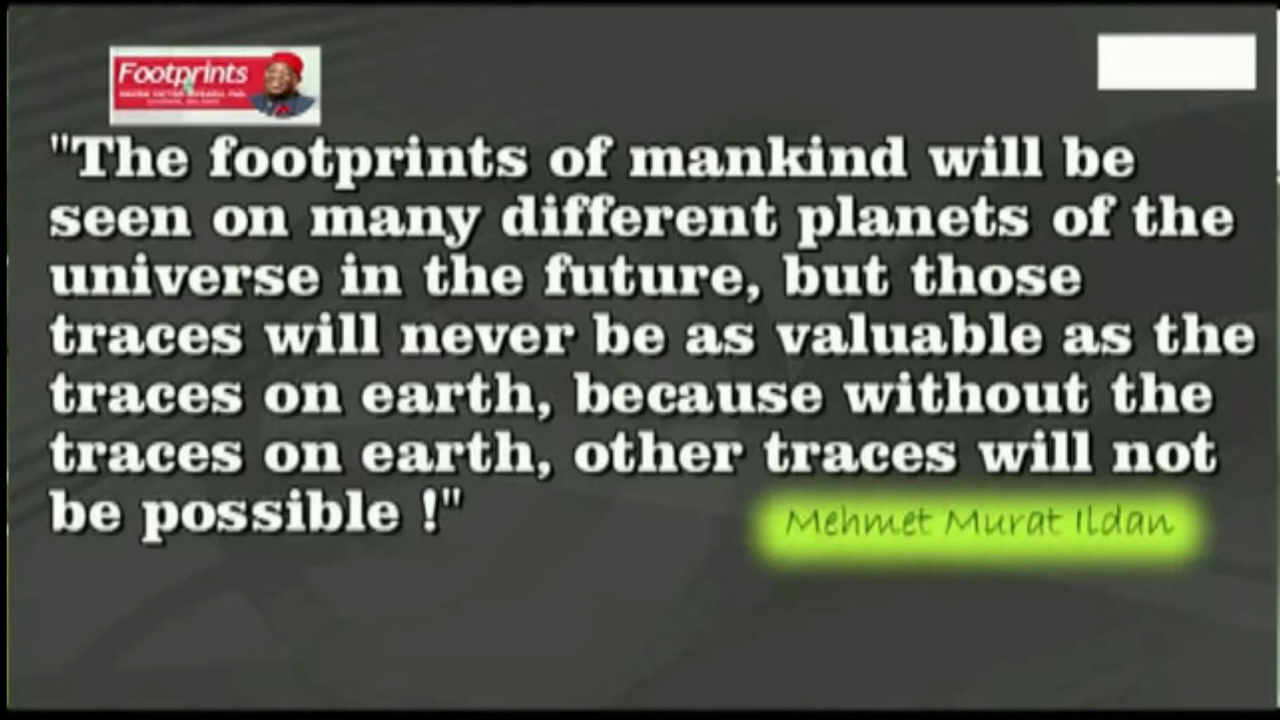 Footprints
"The footprints of mankind will be
seen on many different planets of the
universe in the future, but those
traces will never be as valuable as the
traces on earth, because without the
traces on earth, other traces will not
be possible !"
Mehmet Murat Ildan